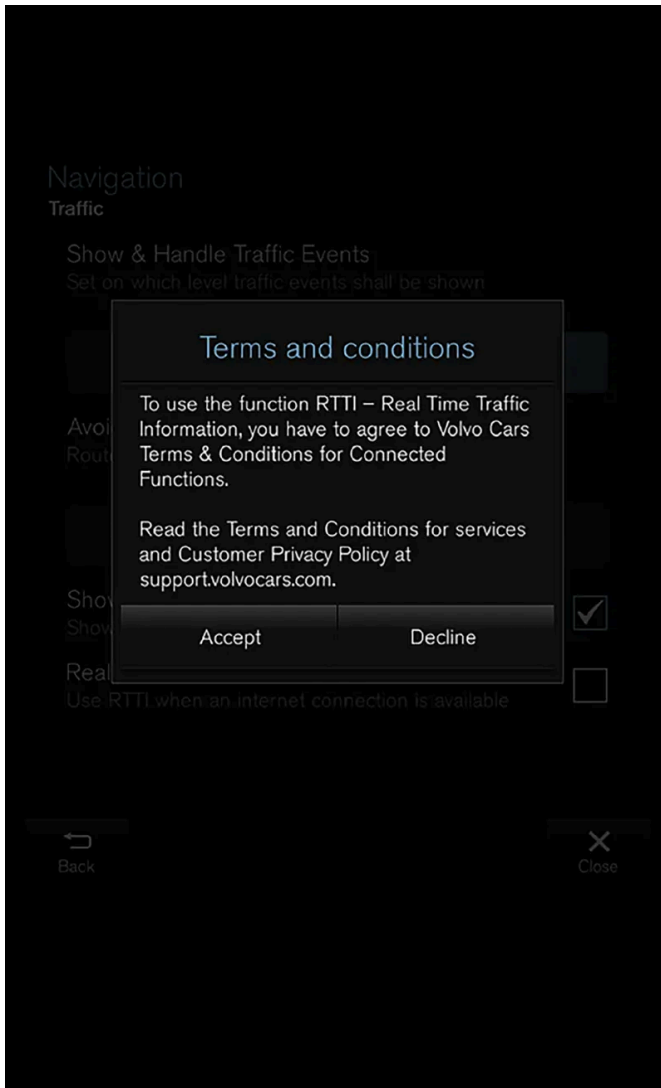 Navigation
Traffic
Show & Handle Traffic Events
Set on which level traffic events shall be shown
Terms and conditions
To use the function RTTI – Real Time Traffic
Information, you have to agree to Volvo Cars
Terms & Conditions for Connected
Functions.
Read the Terms and Conditions for services
and Customer Privacy Policy at
support.volvocars.com.
Accept
Decline
Show
Real
Use RTTI when an internet connection is available
Back
Close